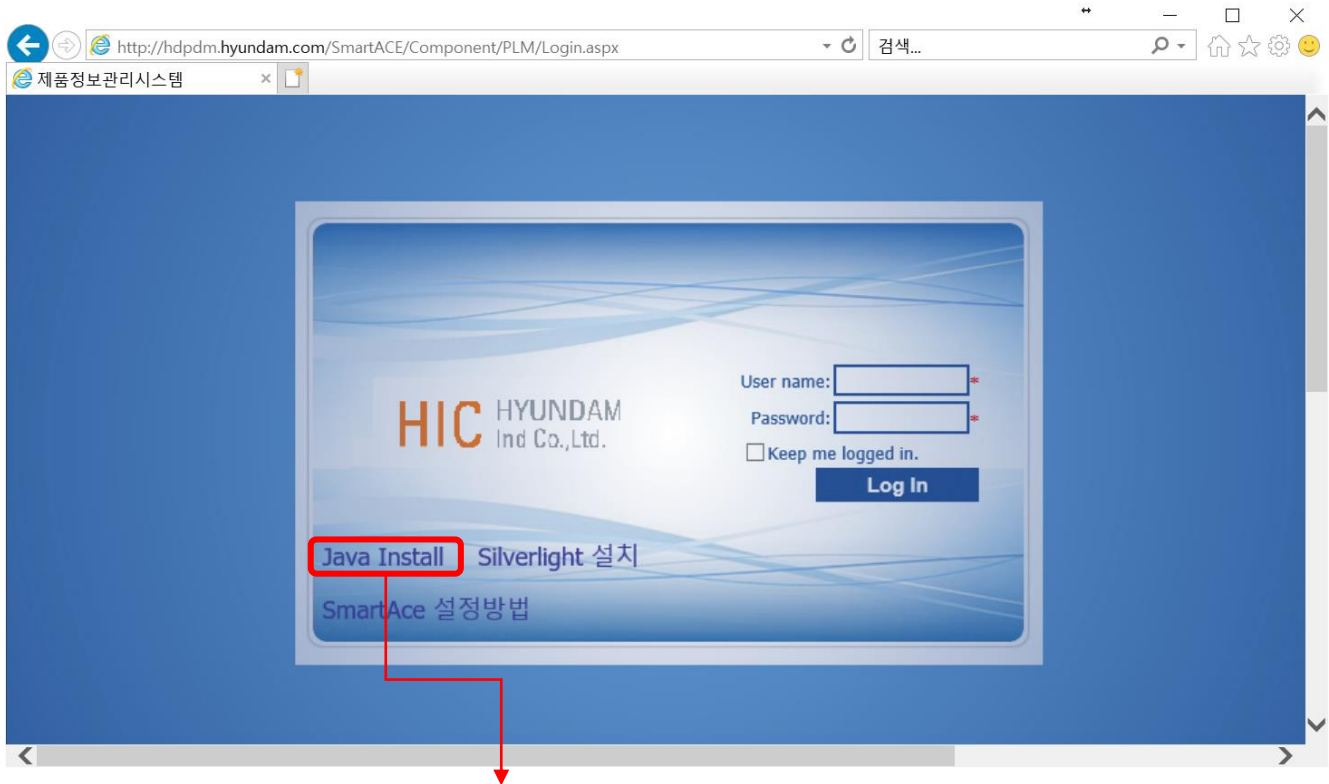 http://hdpdm.hyundam.com/SmartACE/Component/PLM/Login.aspx 검색...
제품정보관리시스템
User name: *
HIC HYUNDAM
Ind Co.,Ltd.
Password: *
Keep me logged in.
Log In
Java Install Silverlight 설치
SmartAce 설정방법